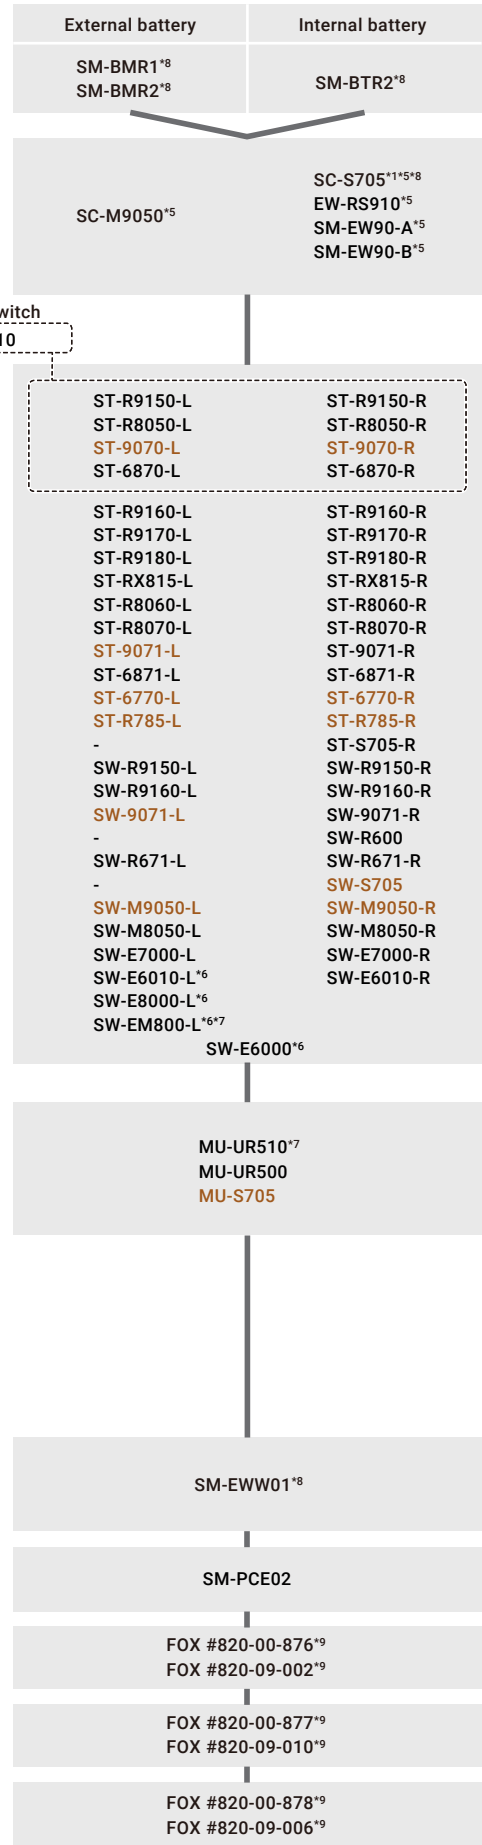 External battery Internal battery
SM-BMR1*8
SM-BMR2*8
SM-BTR2*8
SC-M9050*5
SC-S705*1*5*8
EW-RS910*5
SM-EW90-A*5
SM-EW90-B*5
ST-R9150-L ST-R9150-R
ST-R8050-L ST-R8050-R
ST-9070-L ST-9070-R
ST-6870-L ST-6870-R
ST-R9160-L ST-R9160-R
ST-R9170-L ST-R9170-R
ST-R9180-L ST-R9180-R
ST-RX815-L ST-RX815-R
ST-R8060-L ST-R8060-R
ST-R8070-L ST-R8070-R
ST-9071-L ST-9071-R
ST-6871-L ST-6871-R
ST-6770-L ST-6770-R
ST-R785-L ST-R785-R
- ST-S705-R
SW-R9150-L SW-R9150-R
SW-R9160-L SW-R9160-R
SW-9071-L SW-9071-R
- SW-R600
SW-R671-L SW-R671-R
- SW-S705
SW-M9050-L SW-M9050-R
SW-M8050-L SW-M8050-R
SW-E7000-L SW-E7000-R
SW-E6010-L*6 SW-E6010-R
SW-E8000-L*6
SW-EM800-L*6*7
SW-E6000*6
MU-UR510*7
MU-UR500
MU-S705
SM-EWW01*8
SM-PCE02
FOX #820-00-876*9
FOX #820-09-002*9
FOX #820-00-877*9
FOX #820-09-010*9
FOX #820-00-878*9
FOX #820-09-006*9